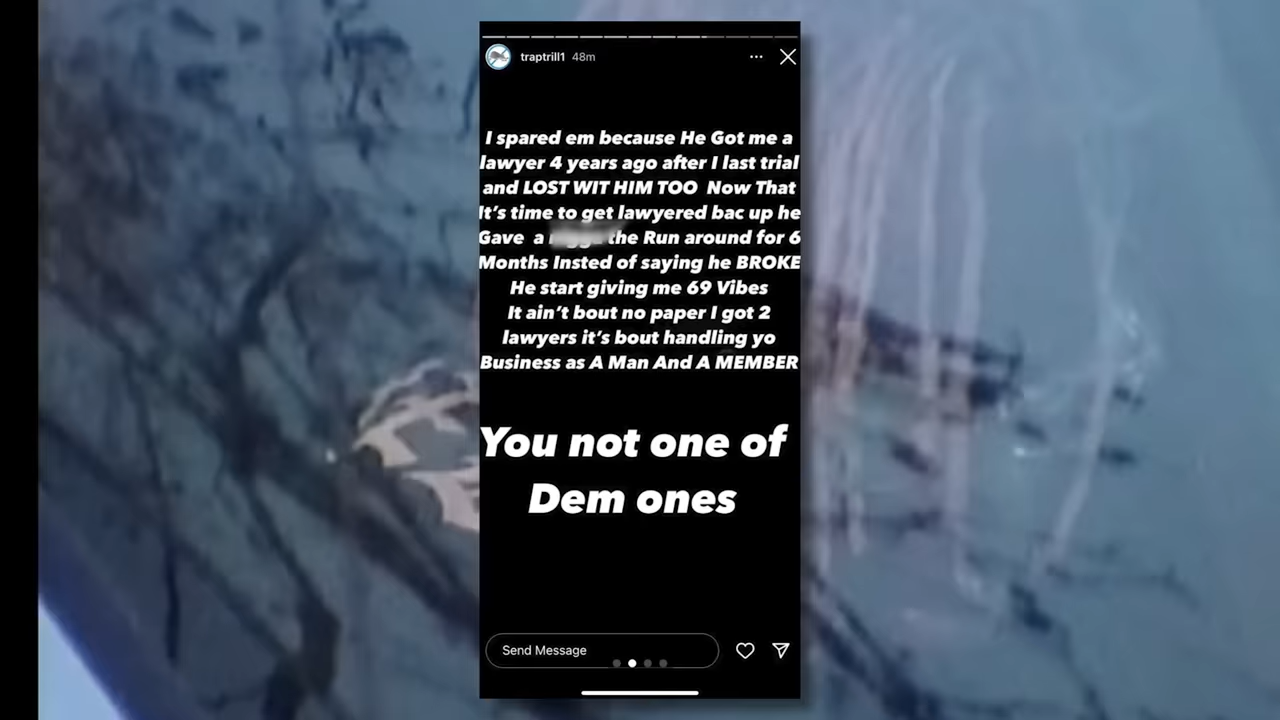 traptrill1 48m
I spared em because He Got me a
lawyer 4 years ago after I last trial
and LOST WIT HIM TOO Now That
It's time to get lawyered bac up he
Gave a the Run around for 6
Months Insted of saying he BROKE
He start giving me 69 Vibes
It ain't bout no paper I got 2
lawyers it's bout handling yo
Business as A Man And A MEMBER
You not one of
Dem ones
Send Message